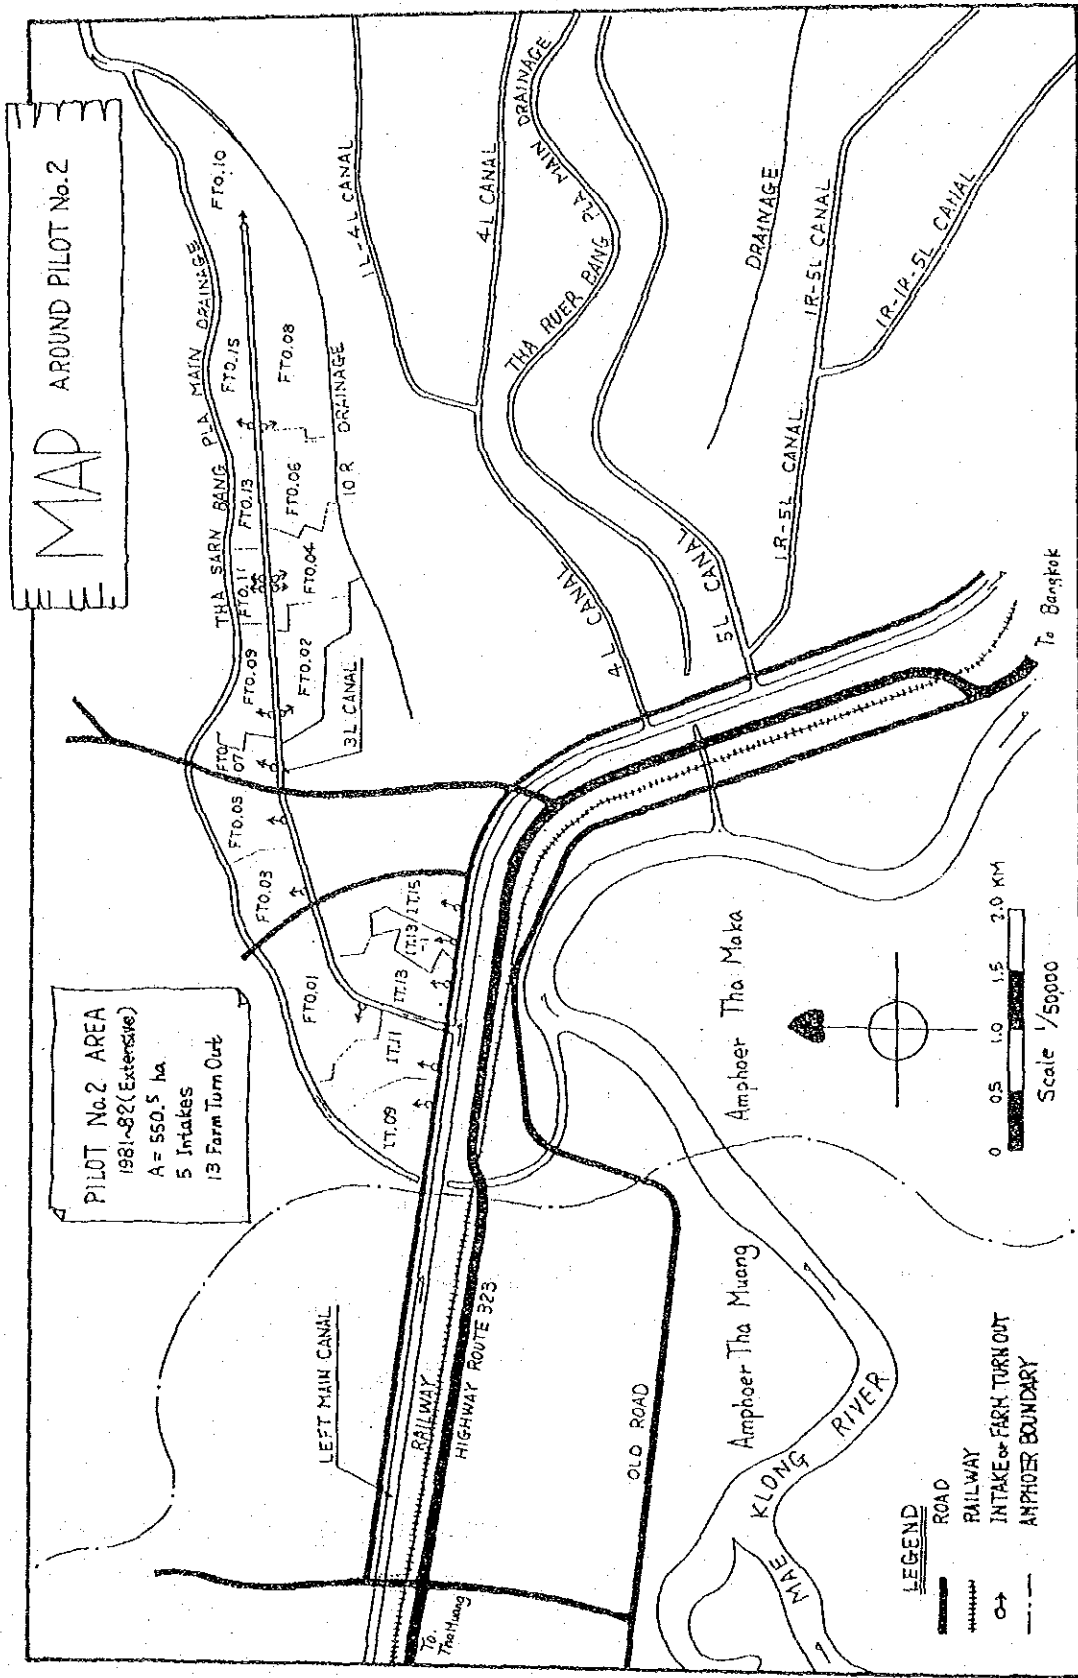 MAP AROUND PILOT No.2
PILOT No.2 AREA
1981~82(Extensive)
A = 550.5 ha
5 Intakes
13 Farm Turn Out
THA SARN BANG PLA MAIN DRAINAGE
FTO.10
FTO.15
FTO.08
FTO.13
FTO.06
FTO.11
FTO.04
FTO.09
FTO.02
FTO.
07
FTO.05
FTO.03
FTO.01
10 R DRAINAGE
3L CANAL
IT.09
IT.11
IT.13
IT.13
-1
IT.15
1L-4L CANAL
4L CANAL
4L CANAL
THA RUER BANG PLA MAIN DRAINAGE
5L CANAL
DRAINAGE
1R-5L CANAL
1R-5L CANAL
1R-1R-5L CANAL
LEFT MAIN CANAL
RAILWAY
HIGHWAY ROUTE 323
OLD ROAD
To.
Tha Muang
To Bangkok
Amphoer Tha Muang
Amphoer Tha Maka
MAE KLONG RIVER
LEGEND
ROAD
RAILWAY
INTAKE or FARM TURNOUT
AMPHOER BOUNDARY
0 0.5 1.0 1.5 2.0 KM
Scale 1/50,000